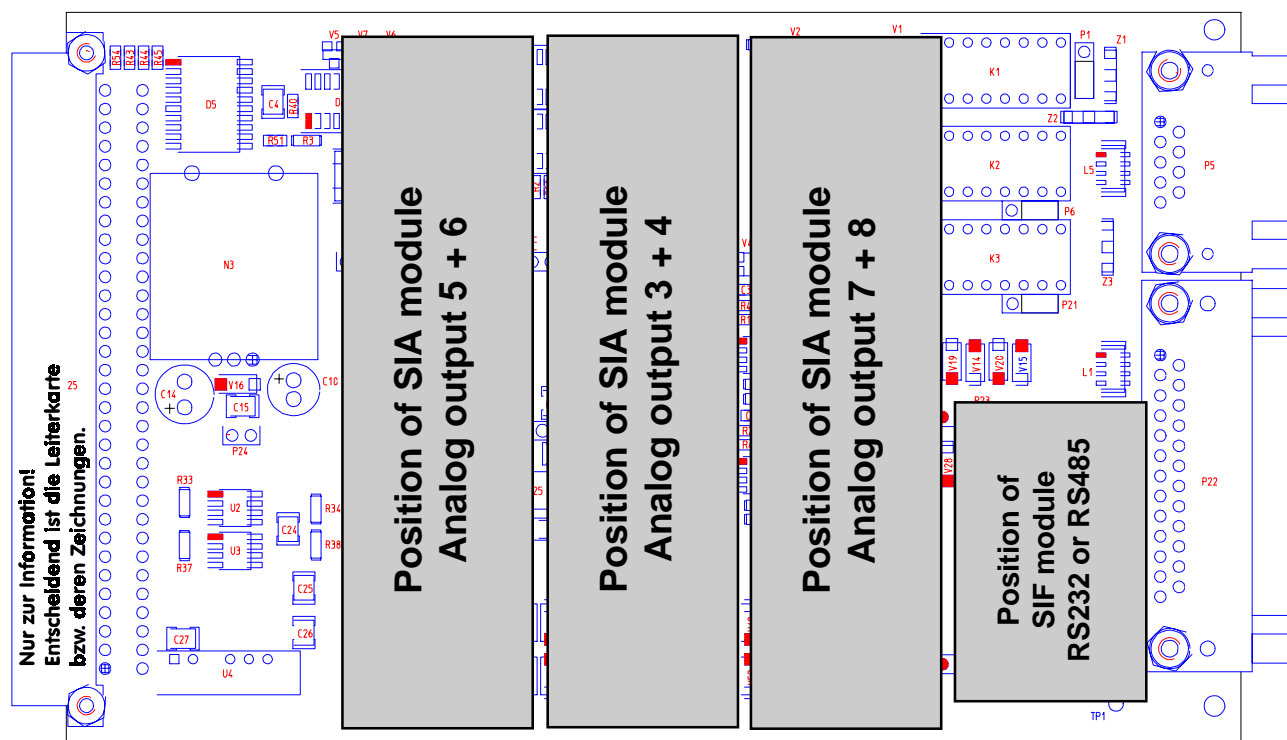 Nur zur Information!
Entscheidend ist die Leiterkarte
bzw. deren Zeichnungen.
25
R54
R43
R44
R45
D5
C4
R40
R51
R3
N3
C14
V16
C10
C15
P24
R33
U2
R34
C24
U3
R37
R38
C25
C26
C27
U4
V5
V7
V6
D
Position of SIA module
Analog output 5 + 6
R2
25
Position of SIA module
Analog output 3 + 4
V2
V1
Position of SIA module
Analog output 7 + 8
K1
P1
Z1
Z2
K2
L5
P5
P6
K3
Z3
P21
V19
V14
V20
V15
L1
V28
Position of
SIF module
RS232 or RS485
P22
TP1